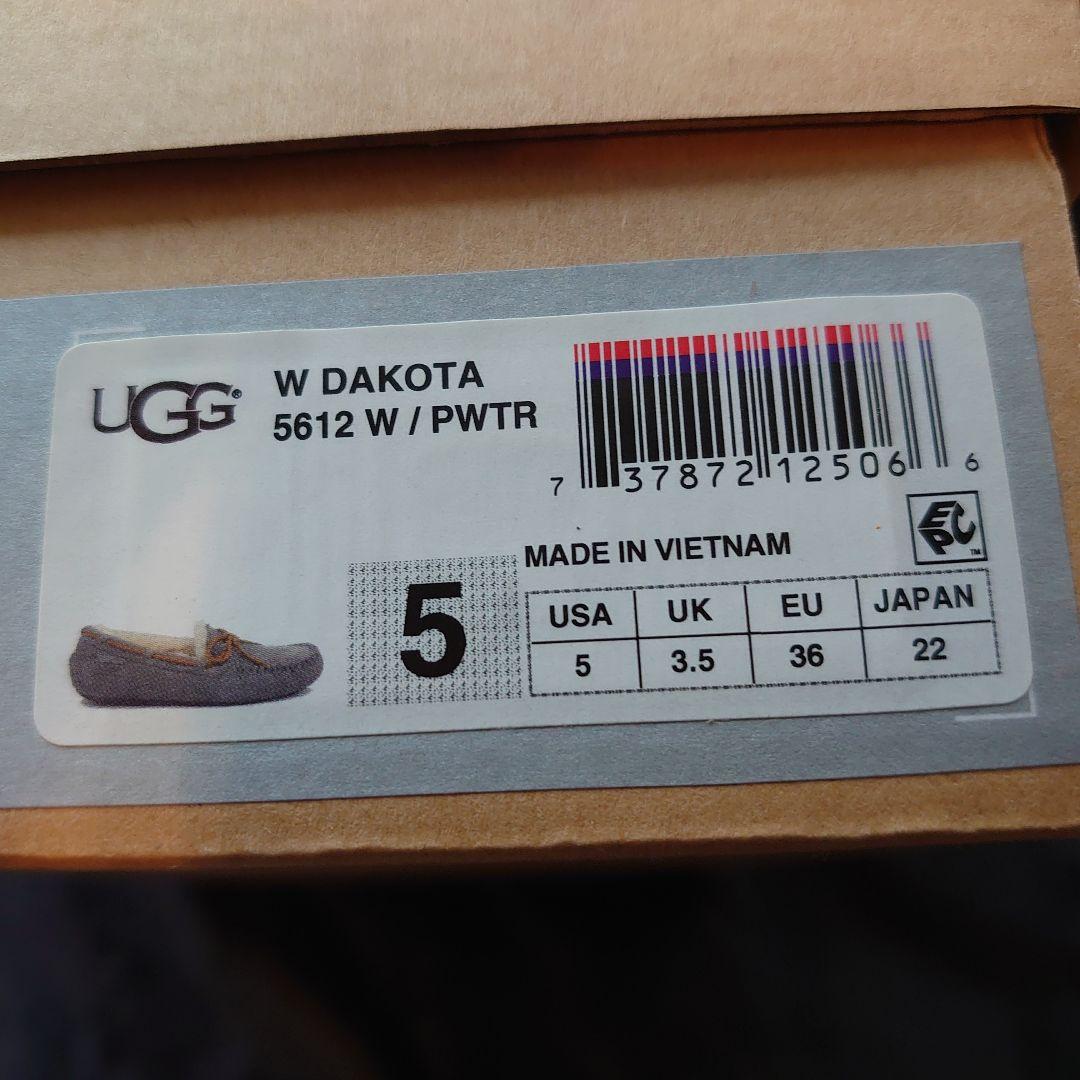 UGG®
W DAKOTA
5612 W / PWTR
7 37872 12506 6
EPC™
MADE IN VIETNAM
5
USA UK EU JAPAN
5 3.5 36 22